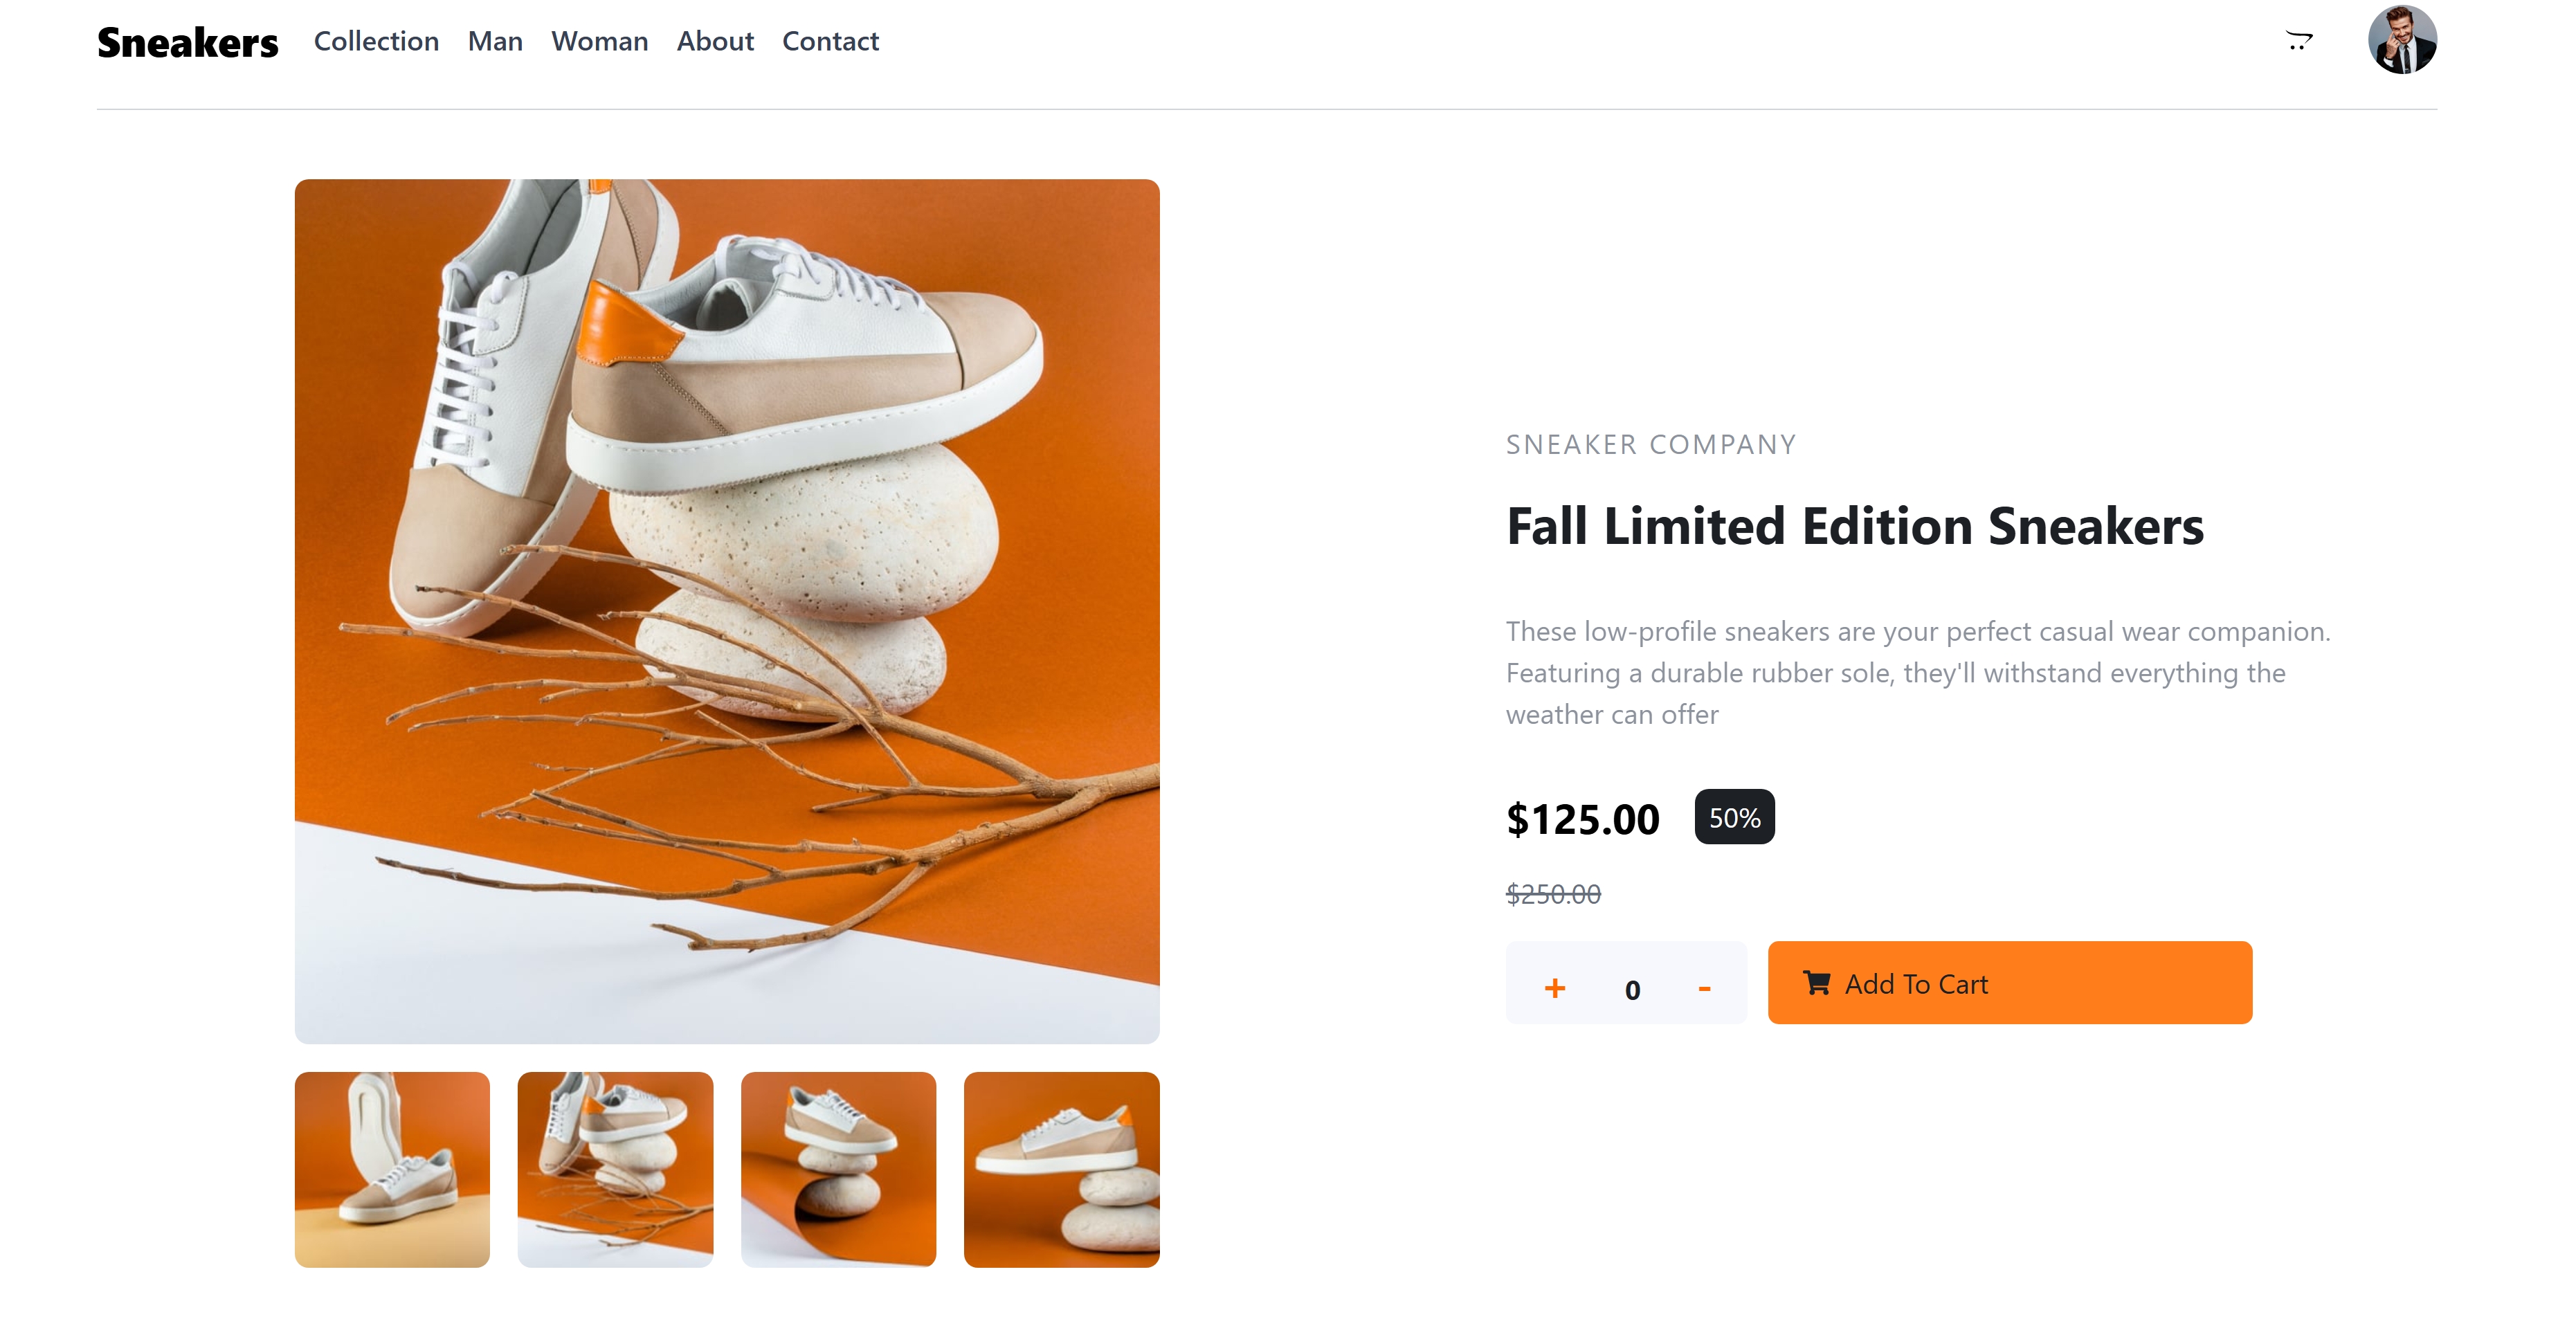 Sneakers Collection Man Woman About Contact
SNEAKER COMPANY
Fall Limited Edition Sneakers
These low-profile sneakers are your perfect casual wear companion.
Featuring a durable rubber sole, they'll withstand everything the
weather can offer
$125.00 50%
$250.00
+ 0 - Add To Cart